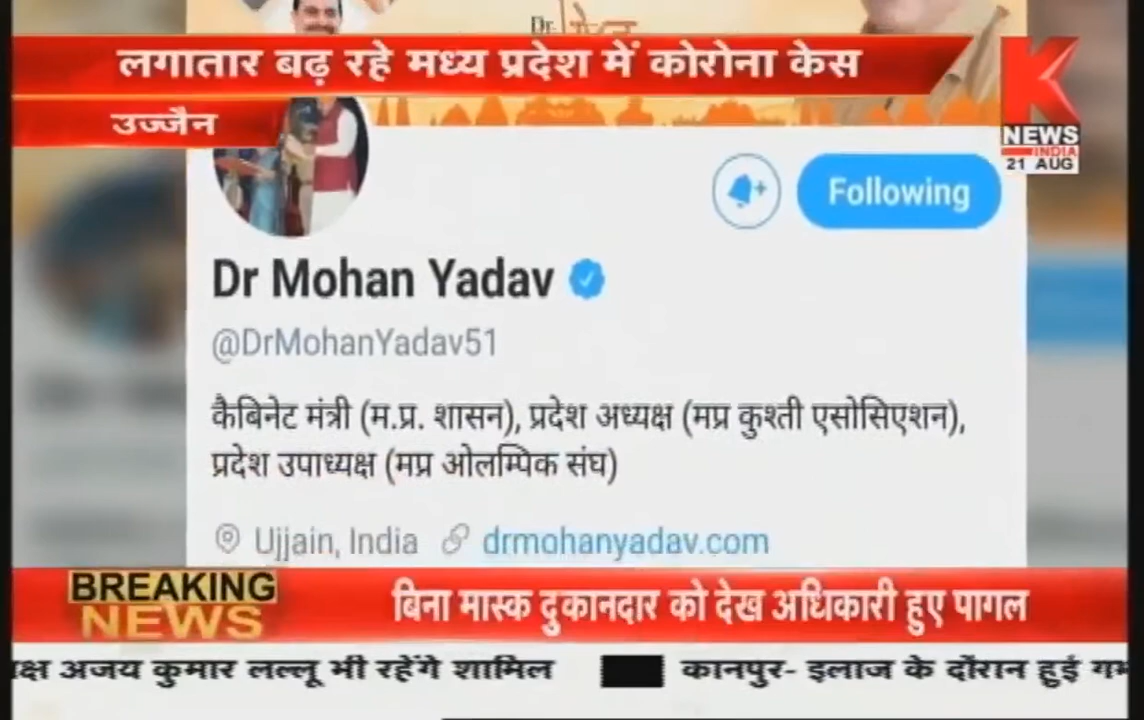 Dr.
लगातार बढ़ रहे मध्य प्रदेश में कोरोना केस
उज्जैन
K
NEWS
INDIA
21 AUG
Following
Dr Mohan Yadav
@DrMohanYadav51
कैबिनेट मंत्री (म.प्र. शासन), प्रदेश अध्यक्ष (मप्र कुश्ती एसोसिएशन),
प्रदेश उपाध्यक्ष (मप्र ओलम्पिक संघ)
Ujjain, India drmohanyadav.com
BREAKING
NEWS
बिना मास्क दुकानदार को देख अधिकारी हुए पागल
अजय कुमार लल्लू भी रहेंगे शामिल
कानपुर- इलाज के दौरान हुई